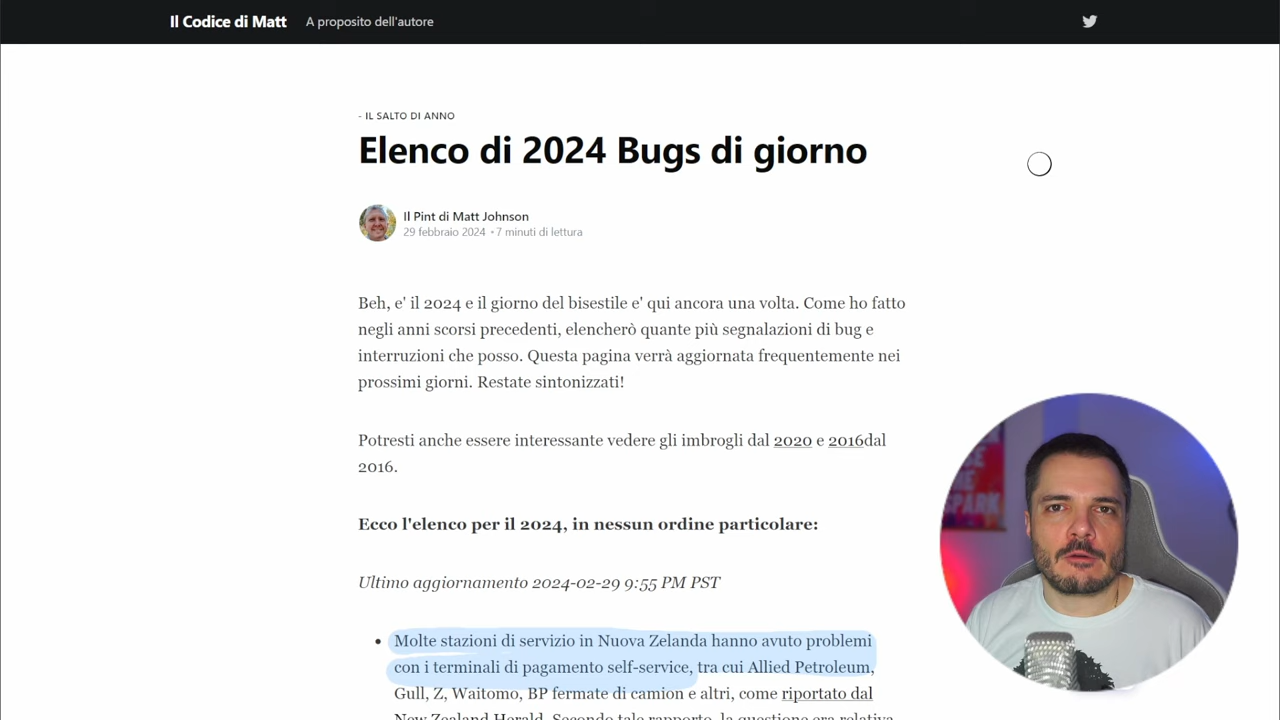 Il Codice di Matt
A proposito dell'autore
- IL SALTO DI ANNO
Elenco di 2024 Bugs di giorno
Il Pint di Matt Johnson
29 febbraio 2024 • 7 minuti di lettura
Beh, e' il 2024 e il giorno del bisestile e' qui ancora una volta. Come ho fatto
negli anni scorsi precedenti, elencherò quante più segnalazioni di bug e
interruzioni che posso. Questa pagina verrà aggiornata frequentemente nei
prossimi giorni. Restate sintonizzati!
Potresti anche essere interessante vedere gli imbrogli dal 2020 e 2016dal
2016.
Ecco l'elenco per il 2024, in nessun ordine particolare:
Ultimo aggiornamento 2024-02-29 9:55 PM PST
• Molte stazioni di servizio in Nuova Zelanda hanno avuto problemi
con i terminali di pagamento self-service, tra cui Allied Petroleum,
Gull, Z, Waitomo, BP fermate di camion e altri, come riportato dal
New Zealand Herald. Secondo tale rapporto, la questione era relativa
SPARK